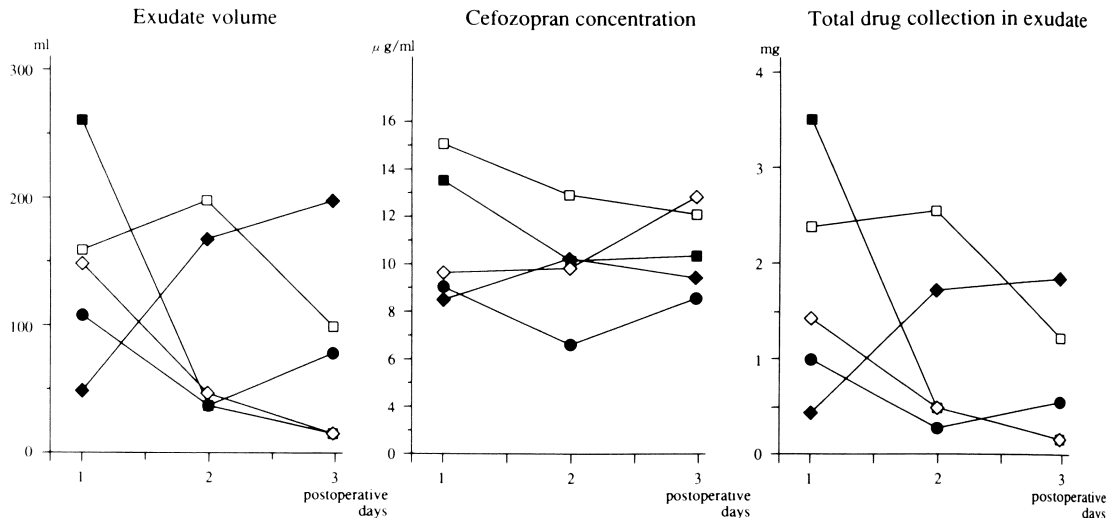 Exudate volume
ml
300
200
100
0
1
2
3
postoperative
days
Cefozopran concentration
μ g/ml
16
14
12
10
8
6
4
0
1
2
3
postoperative
days
Total drug collection in exudate
mg
4
3
2
1
0
1
2
3
postoperative
days